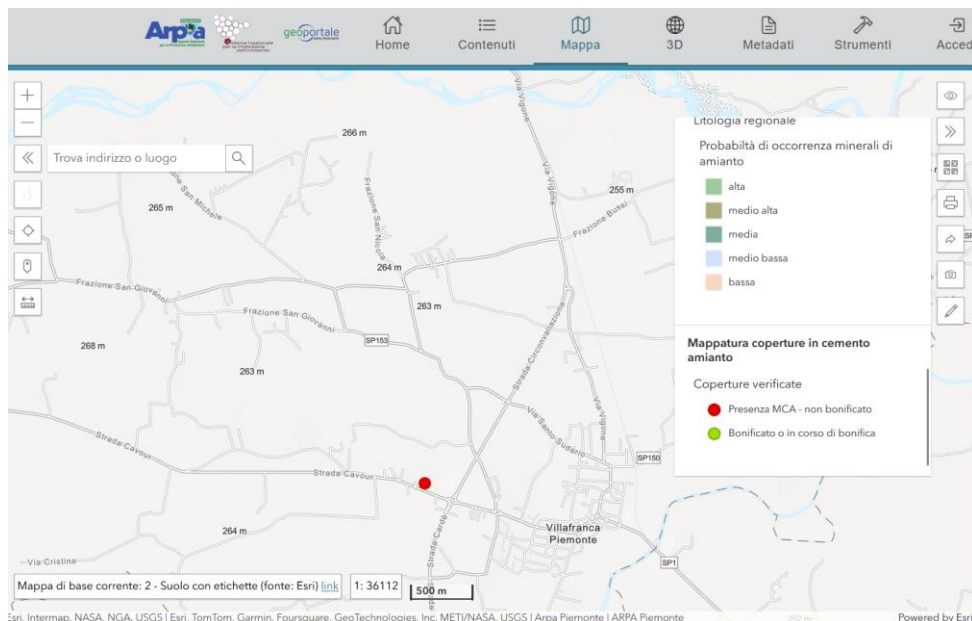 Arpa
geoportale
Home
Contenuti
Mappa
3D
Metadati
Strumenti
Acced
Trova indirizzo o luogo
Litologia regionale
Probabiltà di occorrenza minerali di
amianto
alta
medio alta
media
medio bassa
bassa
Mappatura coperture in cemento
amianto
Coperture verificate
Presenza MCA - non bonificato
Bonificato o in corso di bonifica
Via Vigone
266 m
Via Vigone
255 m
265 m
Frazione San Michele
Frazione San Nicola
Frazione Bussi
264 m
Frazione San Giovanni
263 m
Frazione San Giovanni
SP153
268 m
263 m
Strada Circonvallazione
Via Vigone
Via Santo Sudario
Strada Cavour
SP150
Strada Cavour
264 m
Strada Cardè
Villafranca
Piemonte
SP1
Via Cristina
Mappa di base corrente: 2 - Suolo con etichette (fonte: Esri) link
1: 36112
500 m
252 m
Esri, Intermap, NASA, NGA, USGS | Esri, TomTom, Garmin, Foursquare, GeoTechnologies, Inc, METI/NASA, USGS | Arpa Piemonte | ARPA Piemonte
Powered by Esri